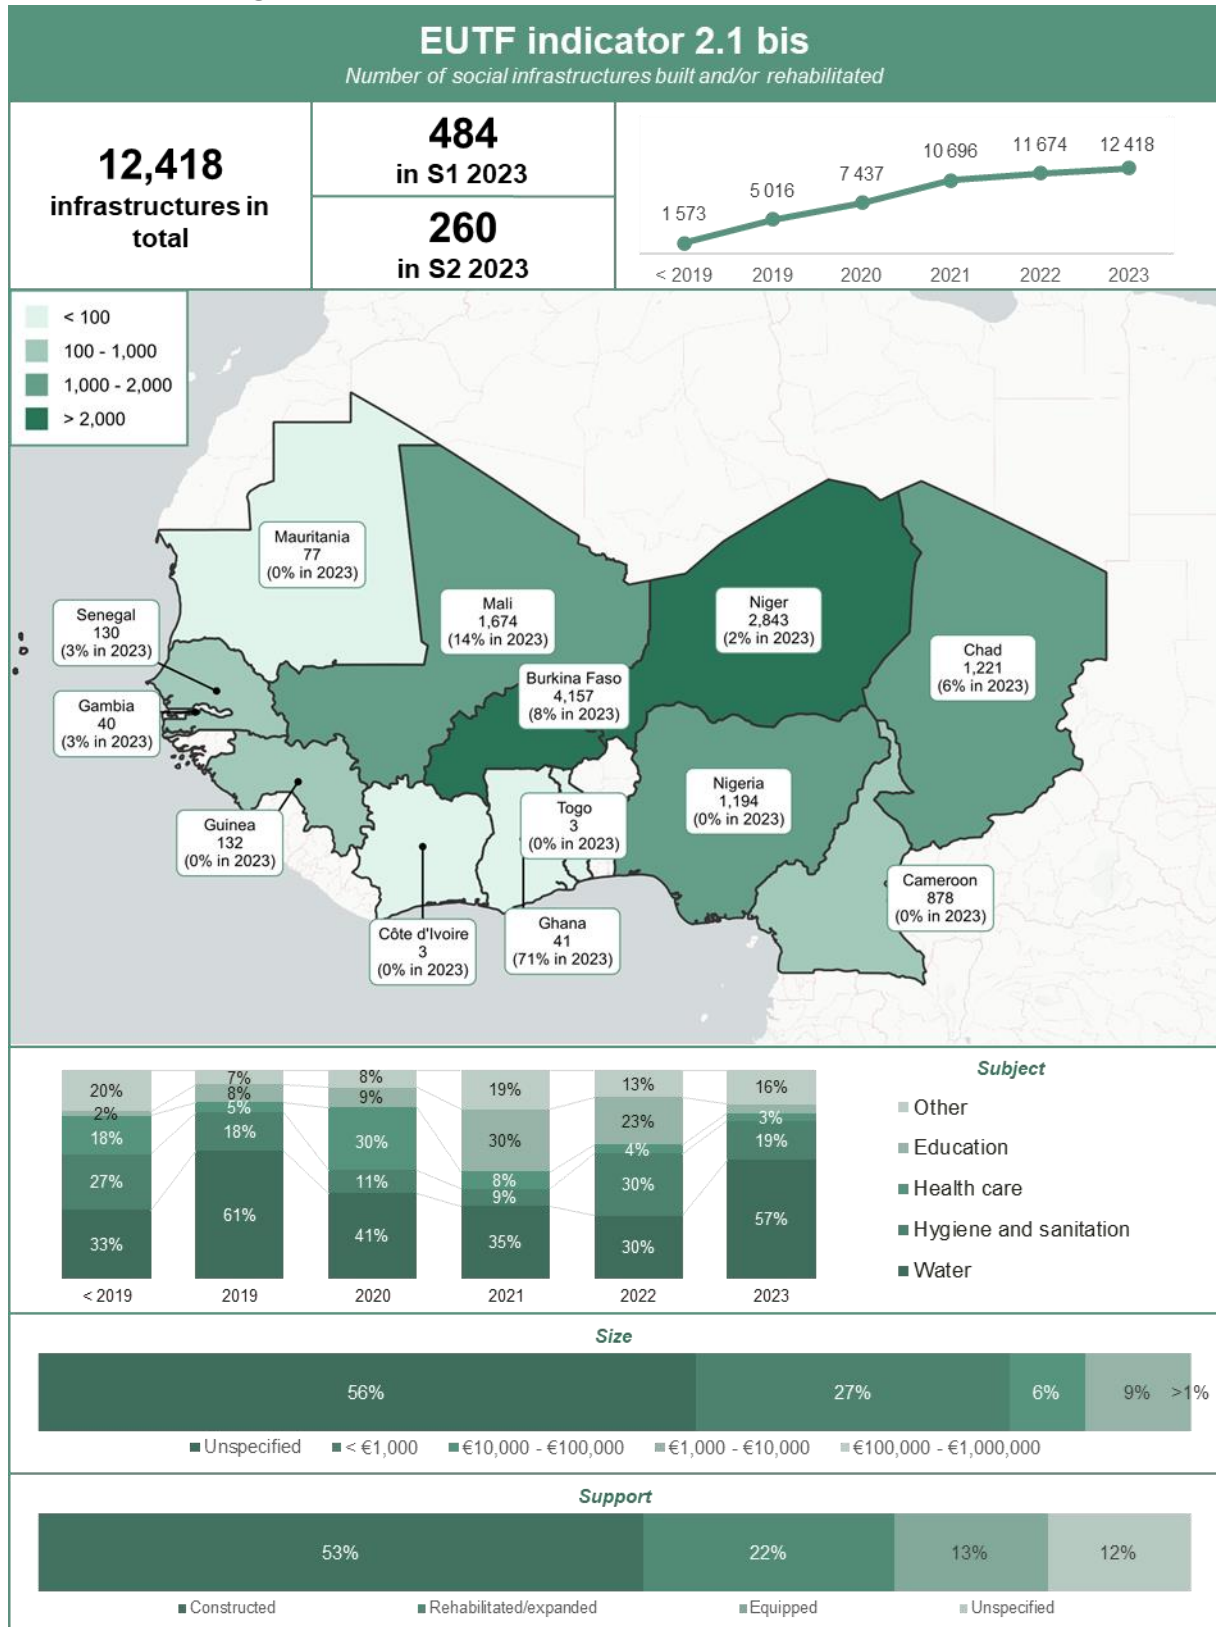 EUTF indicator 2.1 bis
Number of social infrastructures built and/or rehabilitated
12,418
infrastructures in
total
484
in S1 2023
260
in S2 2023
1 573
5 016
7 437
10 696
11 674
12 418
< 2019
2019
2020
2021
2022
2023
< 100
100 - 1,000
1,000 - 2,000
> 2,000
Mauritania
77
(0% in 2023)
Mali
1,674
(14% in 2023)
Niger
2,843
(2% in 2023)
Chad
1,221
(6% in 2023)
Senegal
130
(3% in 2023)
Gambia
40
(3% in 2023)
Burkina Faso
4,157
(8% in 2023)
Guinea
132
(0% in 2023)
Togo
3
(0% in 2023)
Nigeria
1,194
(0% in 2023)
Cameroon
878
(0% in 2023)
Côte d'Ivoire
3
(0% in 2023)
Ghana
41
(71% in 2023)
20%
2%
18%
27%
33%
< 2019
7%
8%
5%
18%
61%
2019
8%
9%
30%
11%
41%
2020
19%
30%
8%
9%
35%
2021
13%
23%
4%
30%
30%
2022
16%
3%
19%
57%
2023
Subject
Other
Education
Health care
Hygiene and sanitation
Water
Size
56%
27%
6%
9%
>1%
Unspecified
< €1,000
€10,000 - €100,000
€1,000 - €10,000
€100,000 - €1,000,000
Support
53%
22%
13%
12%
Constructed
Rehabilitated/expanded
Equipped
Unspecified